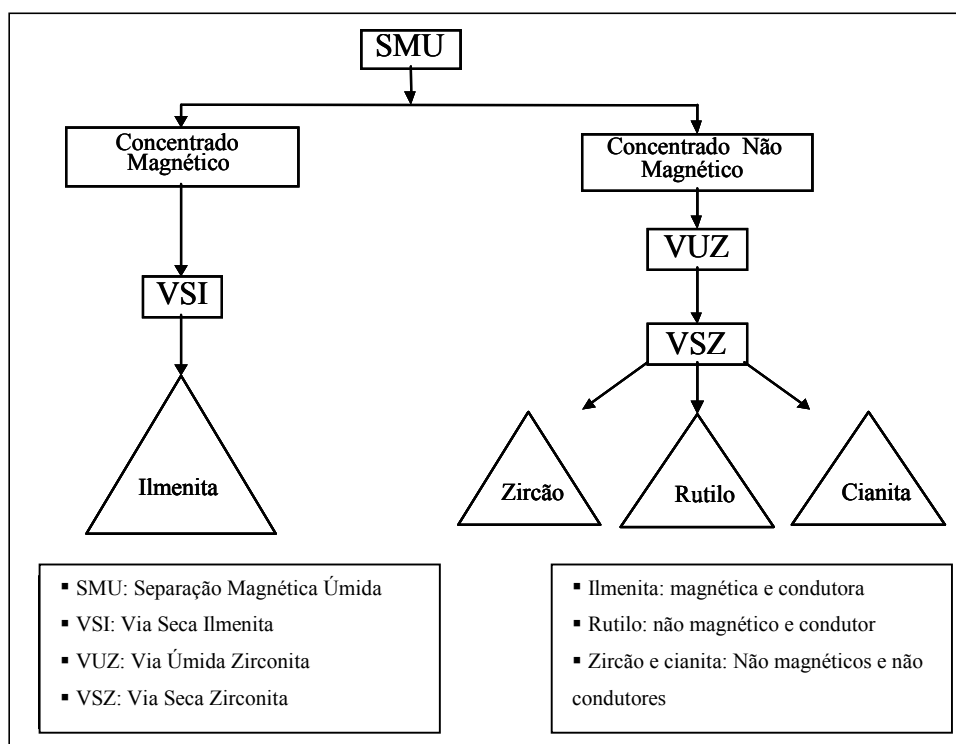 SMU
Concentrado
Magnético
Concentrado Não
Magnético
VUZ
VSI
VSZ
Ilmenita
Zircão
Rutilo
Cianita
▪ SMU: Separação Magnética Úmida
▪ VSI: Via Seca Ilmenita
▪ VUZ: Via Úmida Zirconita
▪ VSZ: Via Seca Zirconita
▪ Ilmenita: magnética e condutora
▪ Rutilo: não magnético e condutor
▪ Zircão e cianita: Não magnéticos e não
condutores